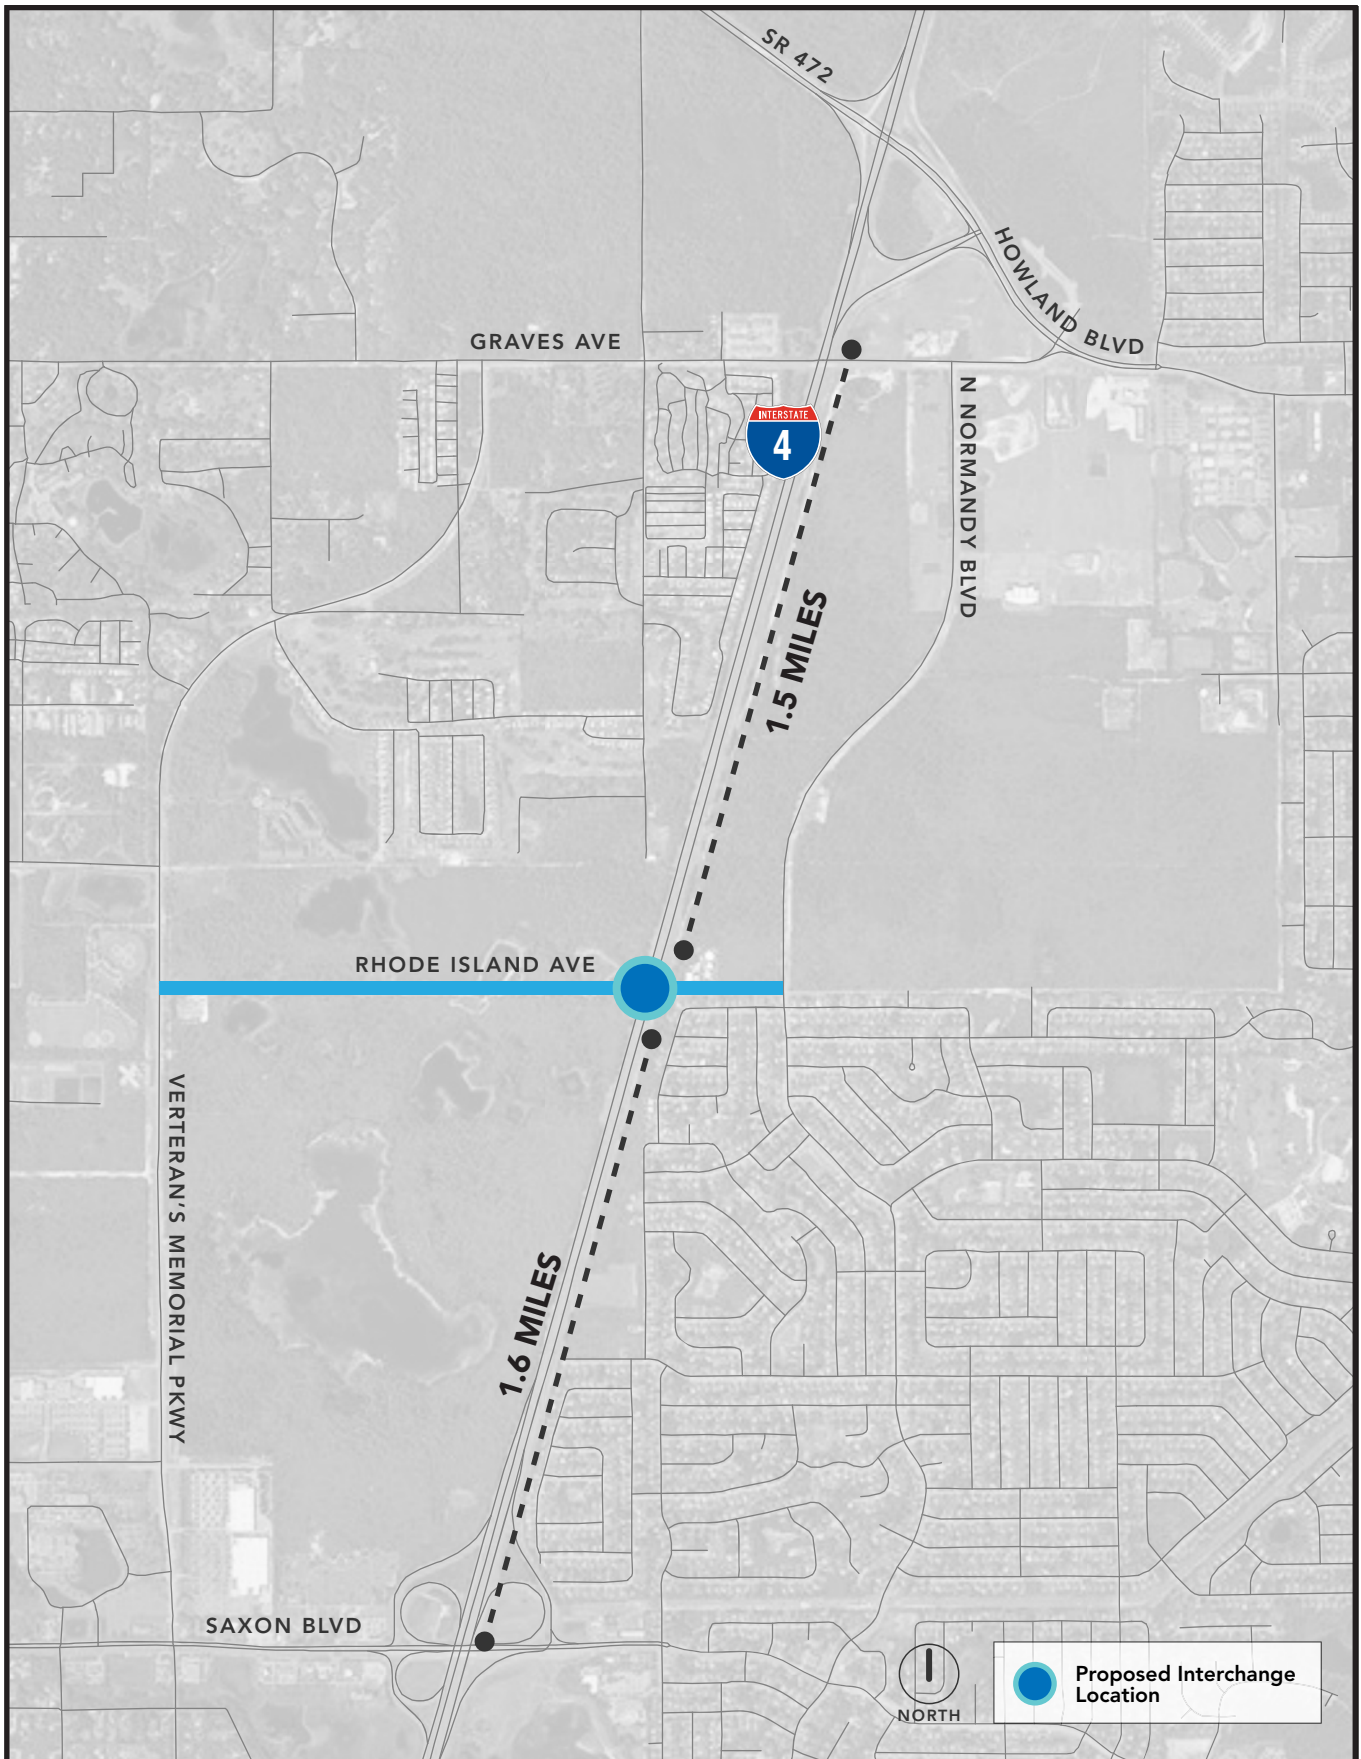 SR 472
HOWLAND BLVD
GRAVES AVE
INTERSTATE
4
N NORMANDY BLVD
1.5 MILES
RHODE ISLAND AVE
VERTERAN'S MEMORIAL PKWY
1.6 MILES
SAXON BLVD
NORTH
Proposed Interchange
Location